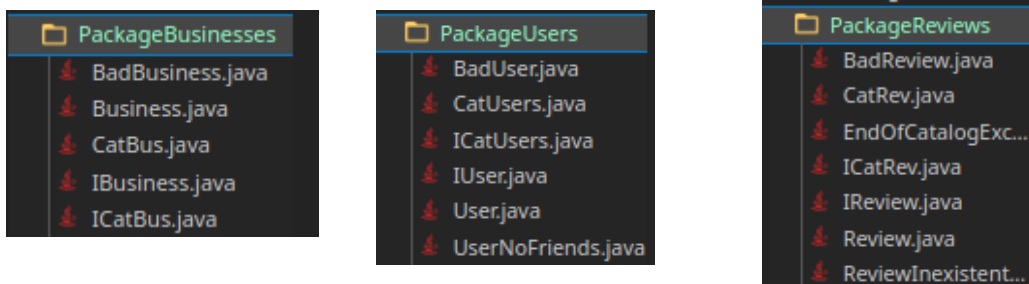 PackageBusinesses
BadBusiness.java
Business.java
CatBus.java
IBusiness.java
ICatBus.java
PackageUsers
BadUser.java
CatUsers.java
ICatUsers.java
IUser.java
User.java
UserNoFriends.java
PackageReviews
BadReview.java
CatRev.java
EndOfCatalogExc...
ICatRev.java
IReview.java
Review.java
ReviewInexistent...